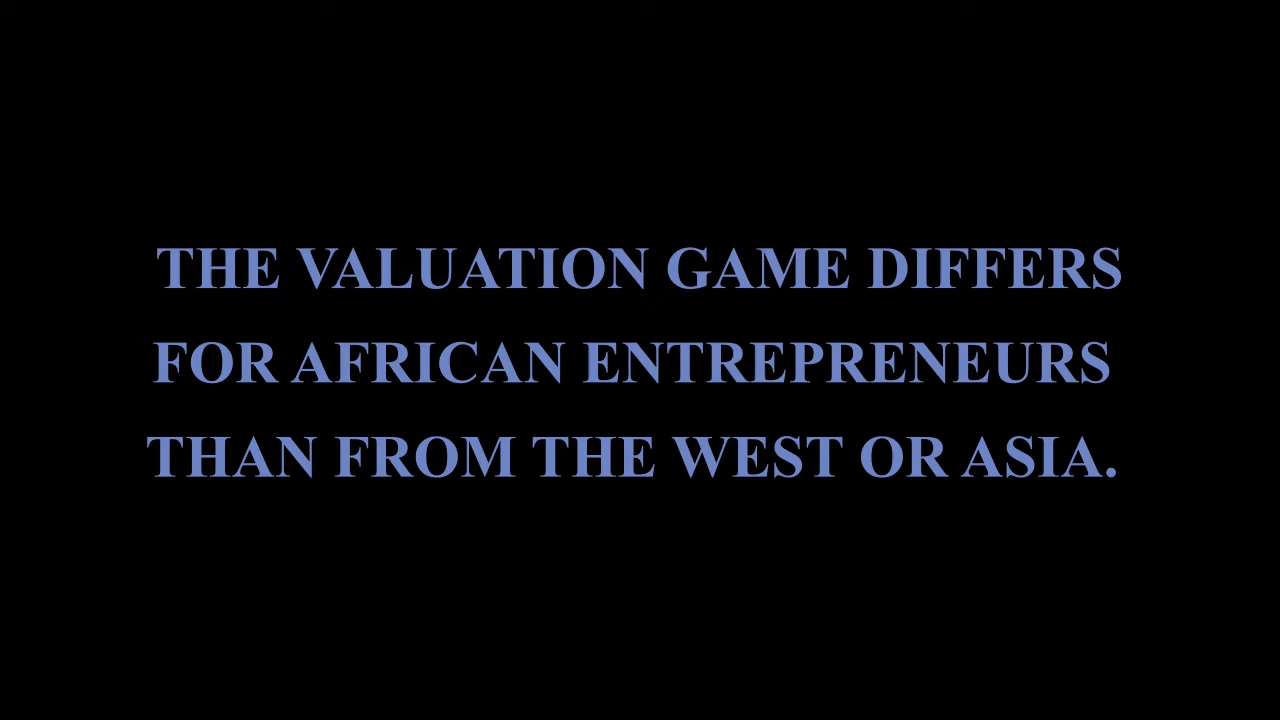 THE VALUATION GAME DIFFERS
FOR AFRICAN ENTREPRENEURS
THAN FROM THE WEST OR ASIA.